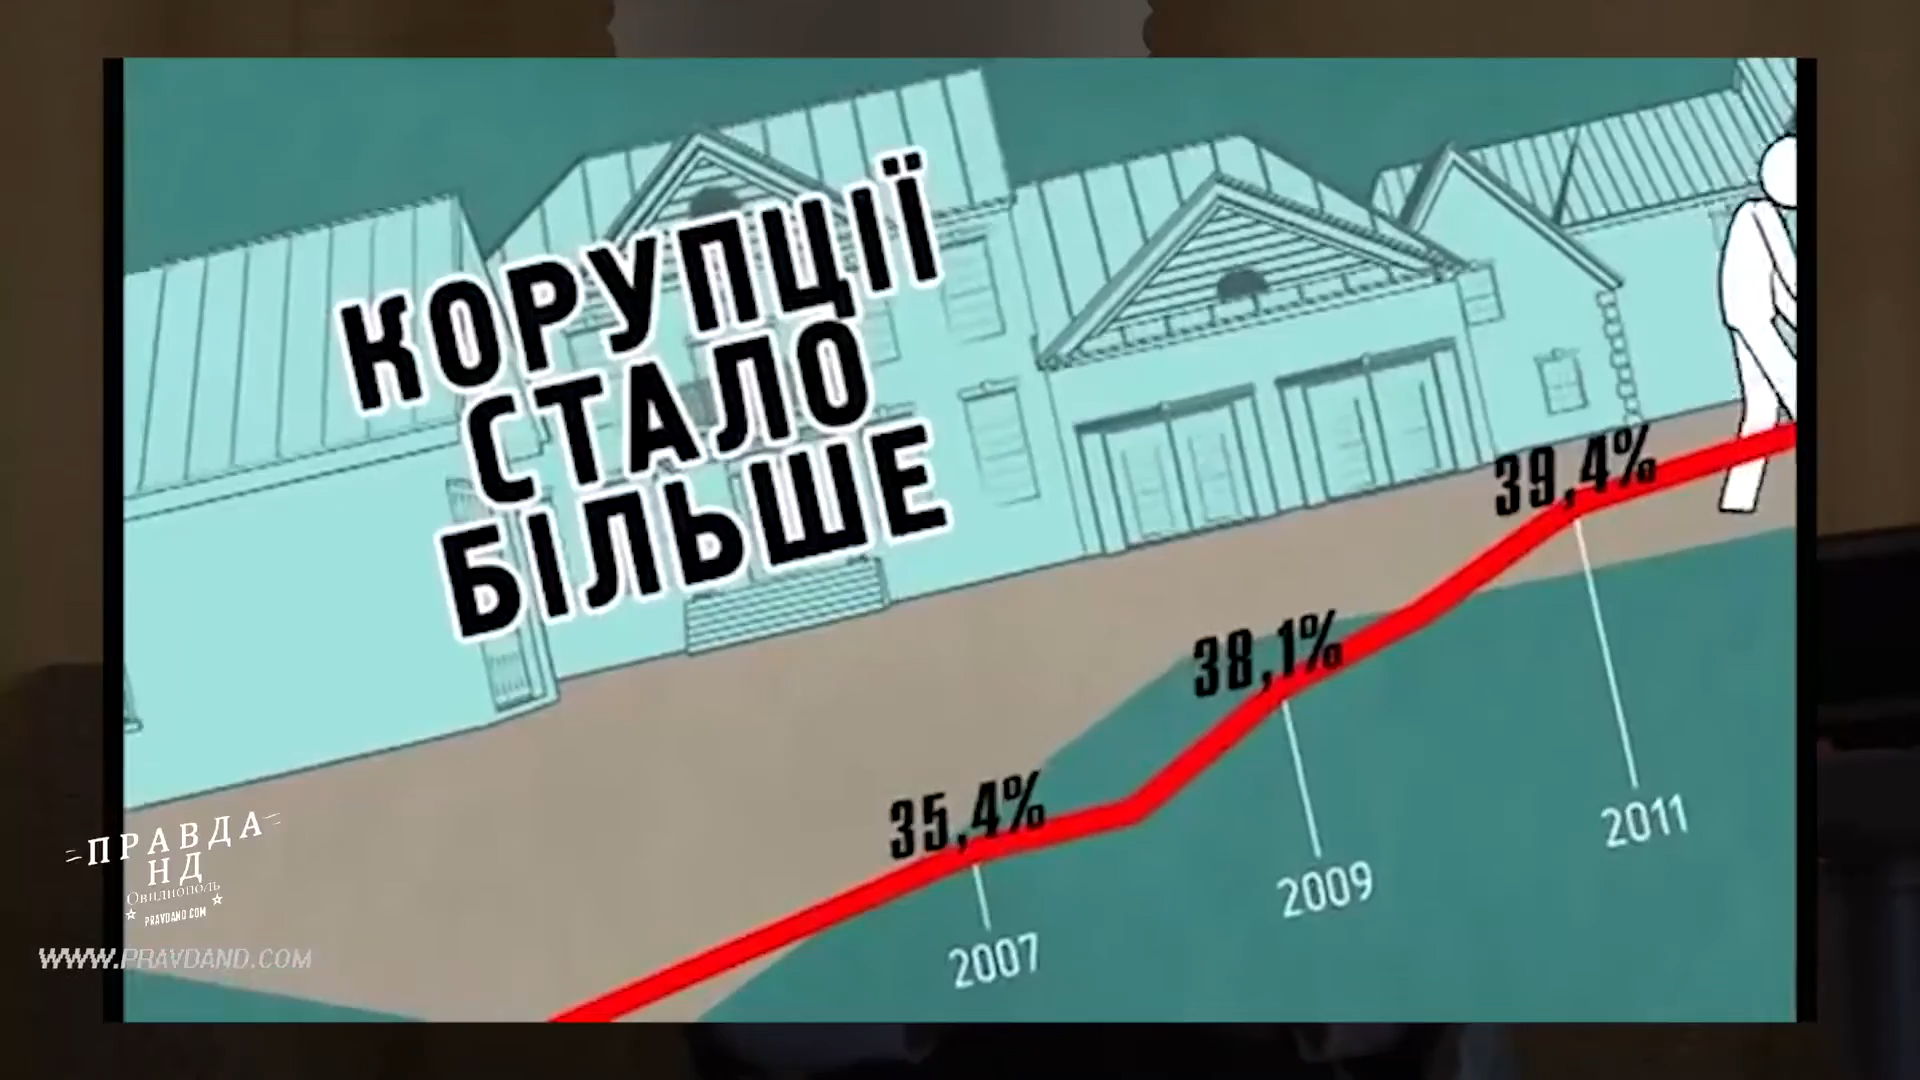 КОРУПЦІЇ
СТАЛО
БІЛЬШЕ
39,4%
38,1%
35,4%
2011
2009
2007
ПРАВДА
НД
Овидиополь
PRAVDAND.COM
WWW.PRAVDAND.COM